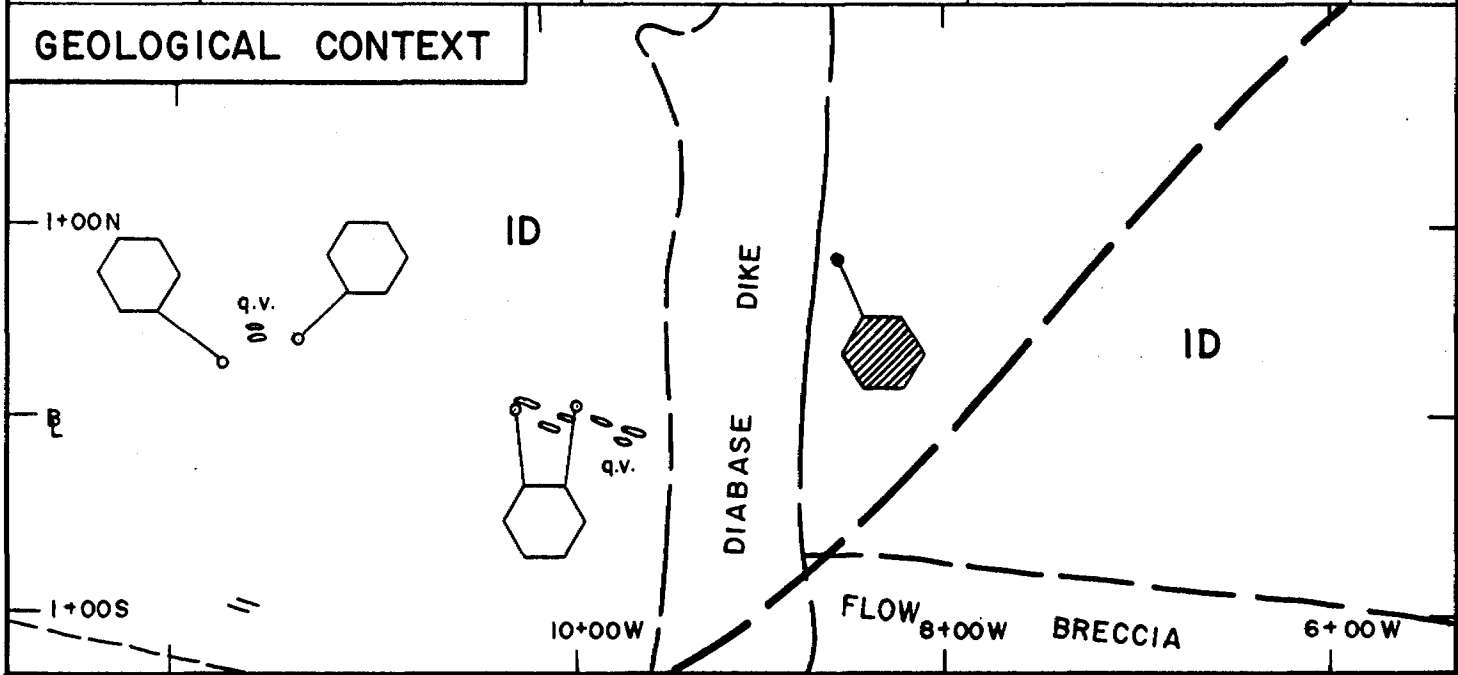 GEOLOGICAL CONTEXT
1+00N
ID
q.v.
DIABASE DIKE
ID
BL
q.v.
1+00S
10+00W
FLOW BRECCIA
8+00W
6+00W